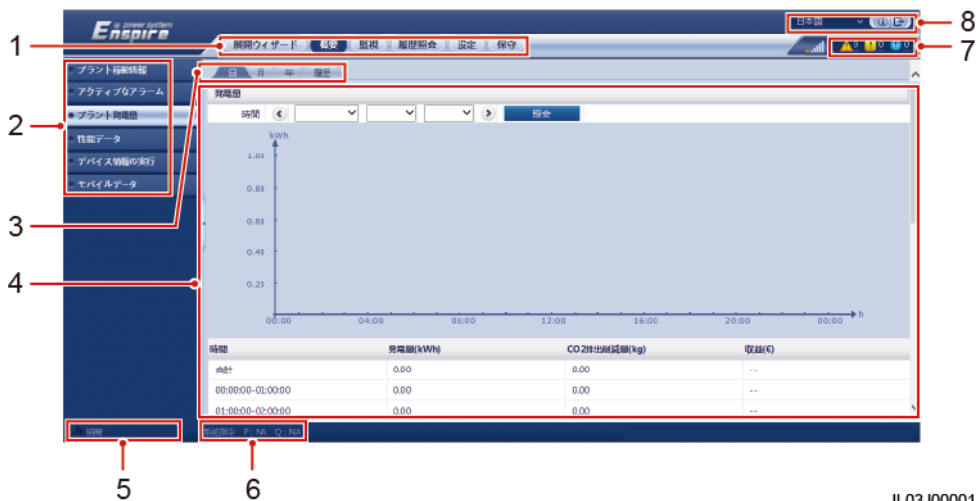 e power system
Enspire
日本語
8
1
展開ウィザード 概要 監視 履歴照会 設定 保守
0 0 0
7
プラント稼動情報
アクティブなアラーム
プラント発電量
性能データ
デバイス情報の実行
モバイルデータ
2
日 月 年 履歴
3
発電量
時間 照会
kWh
1.03
0.83
0.63
0.43
0.23
4
00:00 04:00 08:00 12:00 16:00 20:00 00:00 h
時間 発電量(kWh) CO2排出削減量(kg) 収益(€)
合計 0.00 0.00 --
00:00:00-01:00:00 0.00 0.00 --
01:00:00-02:00:00 0.00 0.00 --
時間
P : NA Q : NA
5
6
IL03J00001